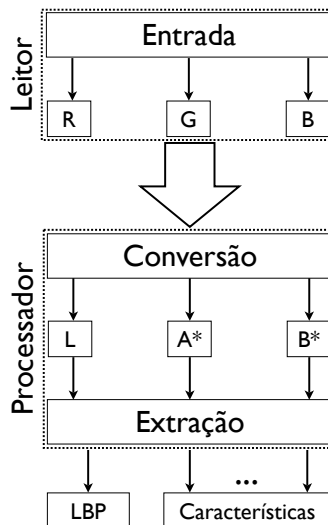 Leitor
Entrada
R
G
B
Processador
Conversão
L
A*
B*
Extração
...
LBP
Características